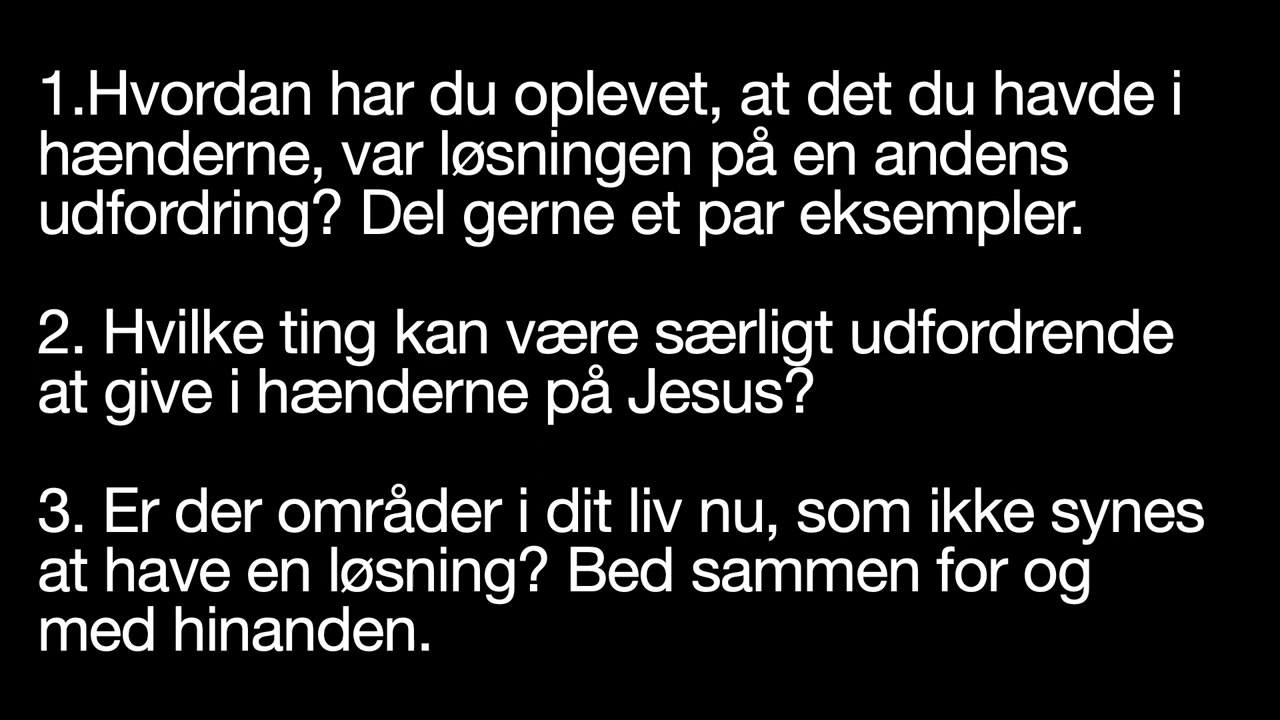 1.Hvordan har du oplevet, at det du havde i
hænderne, var løsningen på en andens
udfordring? Del gerne et par eksempler.
2. Hvilke ting kan være særligt udfordrende
at give i hænderne på Jesus?
3. Er der områder i dit liv nu, som ikke synes
at have en løsning? Bed sammen for og
med hinanden.